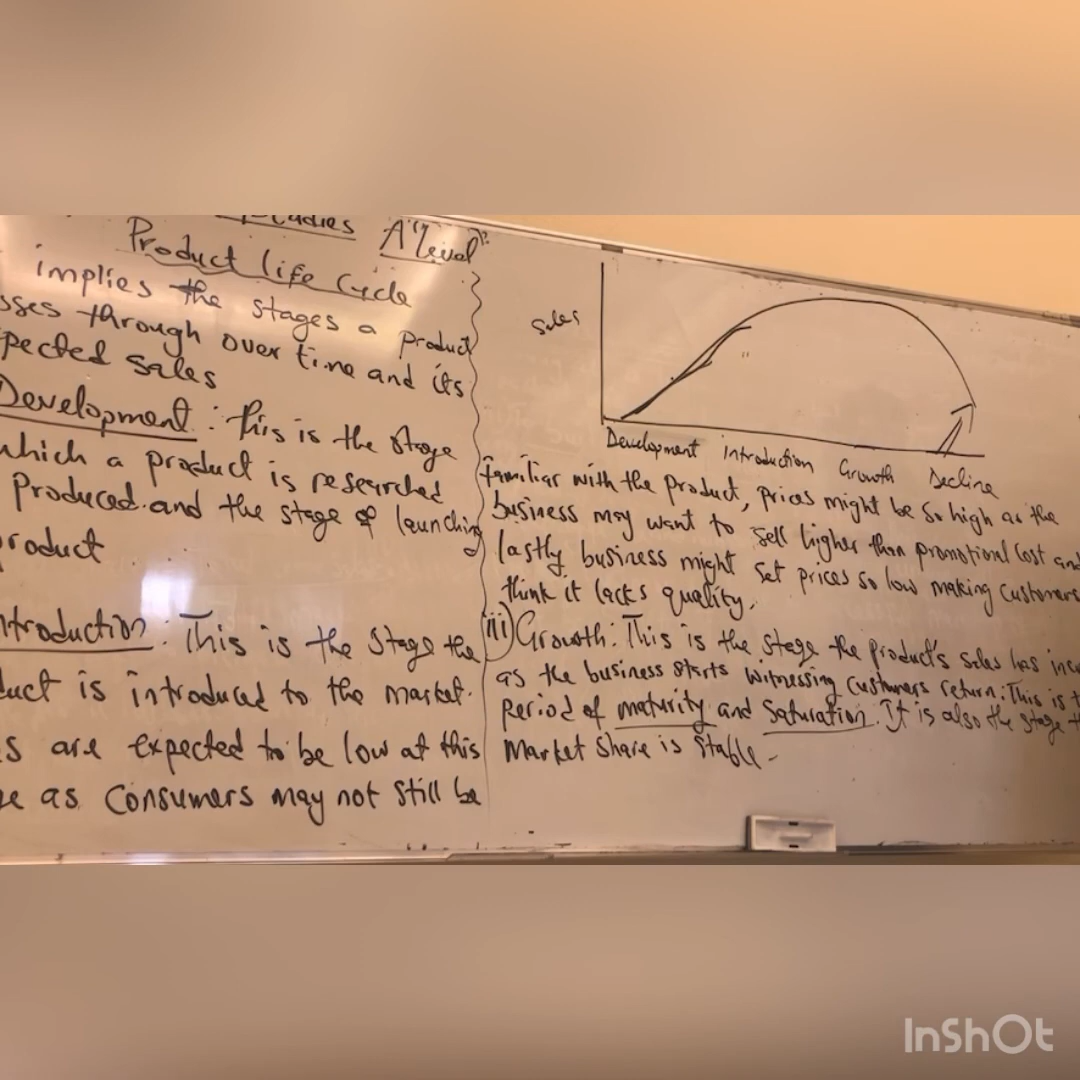 Studies A "Level"
Product life Cycle
implies the stages a product
sses through over time and its
pected sales
Development : This is the stage
which a product is researched
Produced and the stage of launching
product
ntroduction : This is the stage the
duct is introduced to the market.
s are expected to be low at this
ge as Consumers may not still be
Sales
Development introduction Growth Decline
familiar with the product, prices might be so high as the
business may want to sell higher than promotional cost and
lastly business might set prices so low making customers
think it lacks quality.
iii) Growth: This is the stage the product's sales has incr
as the business starts witnessing customers return. This is t
period of maturity and saturation. It is also the stage t
Market share is stable -
InShOt